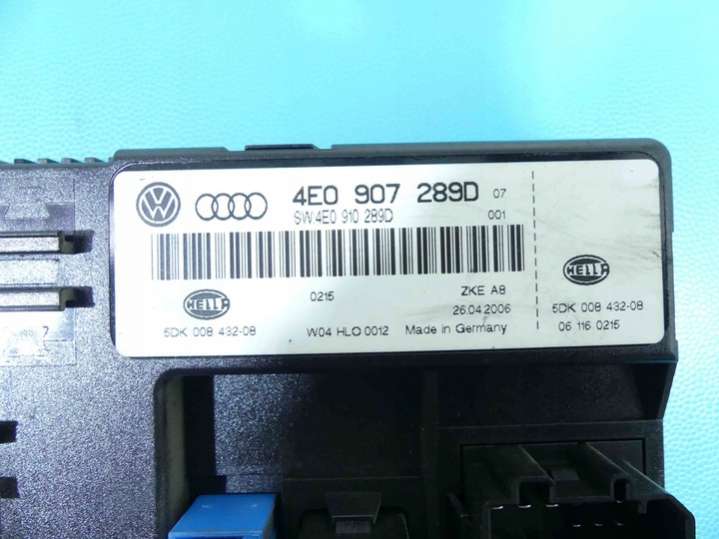 4E0 907 289D 07
SW.4E0 910 289D 001
0215 ZKE A8
HELLA
26.04.2006
5DK 008 432-08 W04 HLO 0012 Made in Germany
HELLA
5DK 008 432-08
06 116 0215